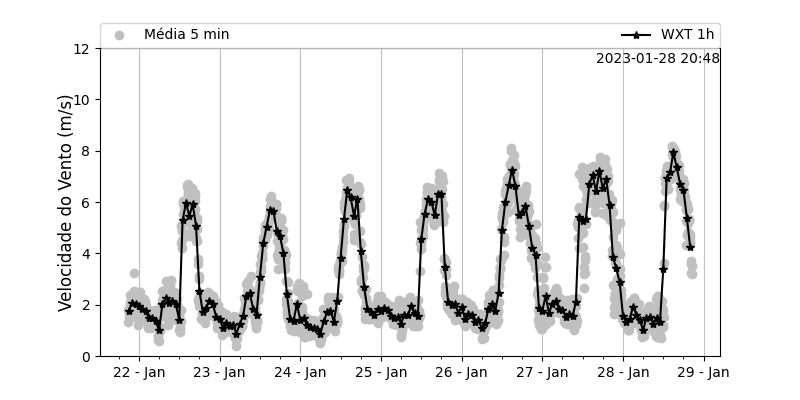 Média 5 min
WXT 1h
2023-01-28 20:48
Velocidade do Vento (m/s)
12
10
8
6
4
2
0
22 - Jan
23 - Jan
24 - Jan
25 - Jan
26 - Jan
27 - Jan
28 - Jan
29 - Jan